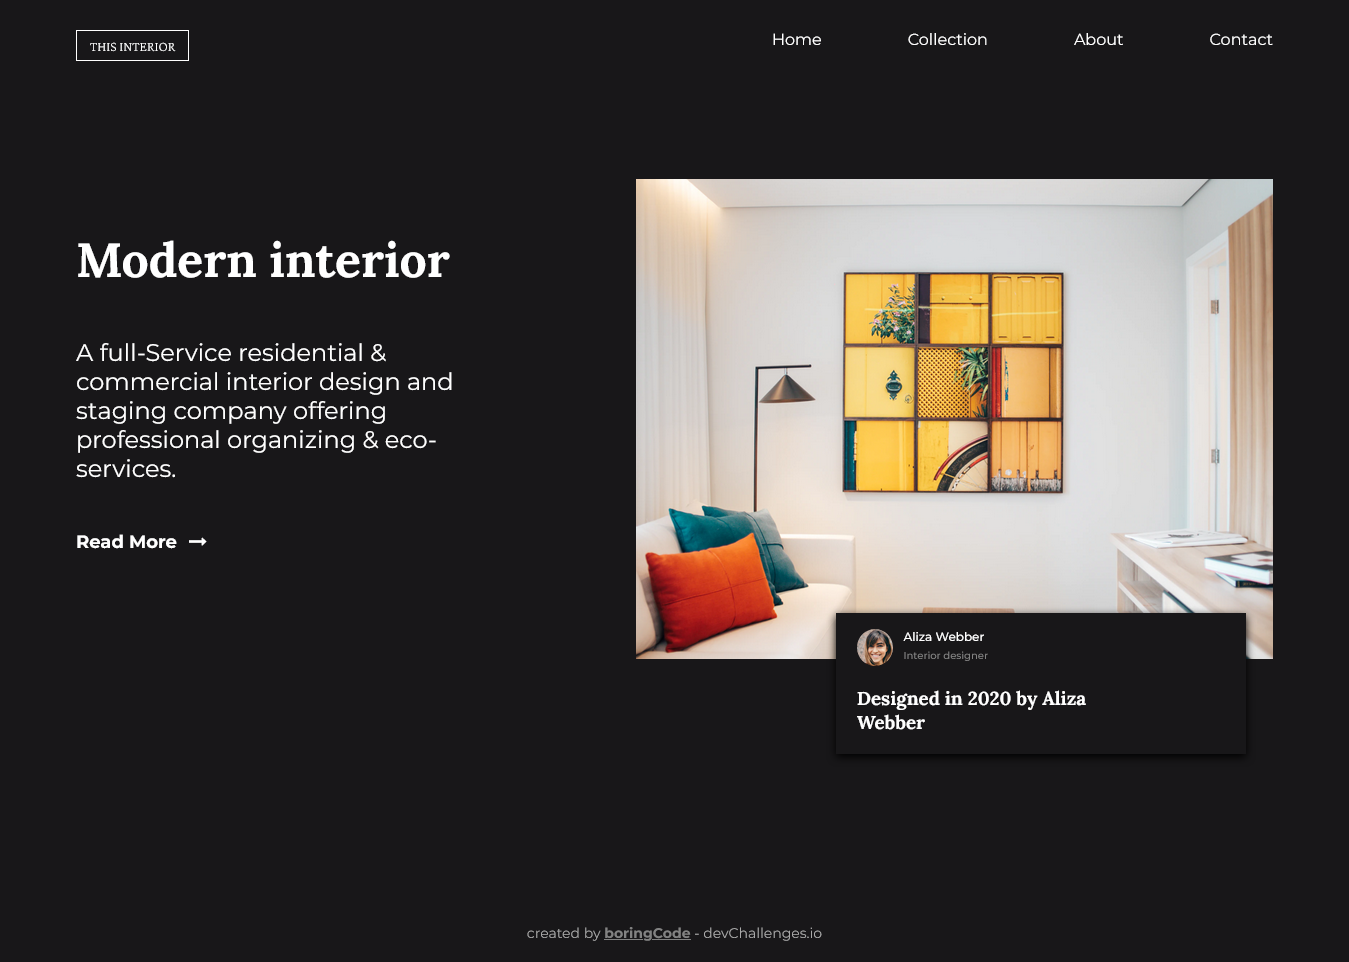 THIS INTERIOR
Home
Collection
About
Contact
Modern interior
A full-Service residential &
commercial interior design and
staging company offering
professional organizing & eco-
services.
Read More
Aliza Webber
Interior designer
Designed in 2020 by Aliza
Webber
created by boringCode - devChallenges.io